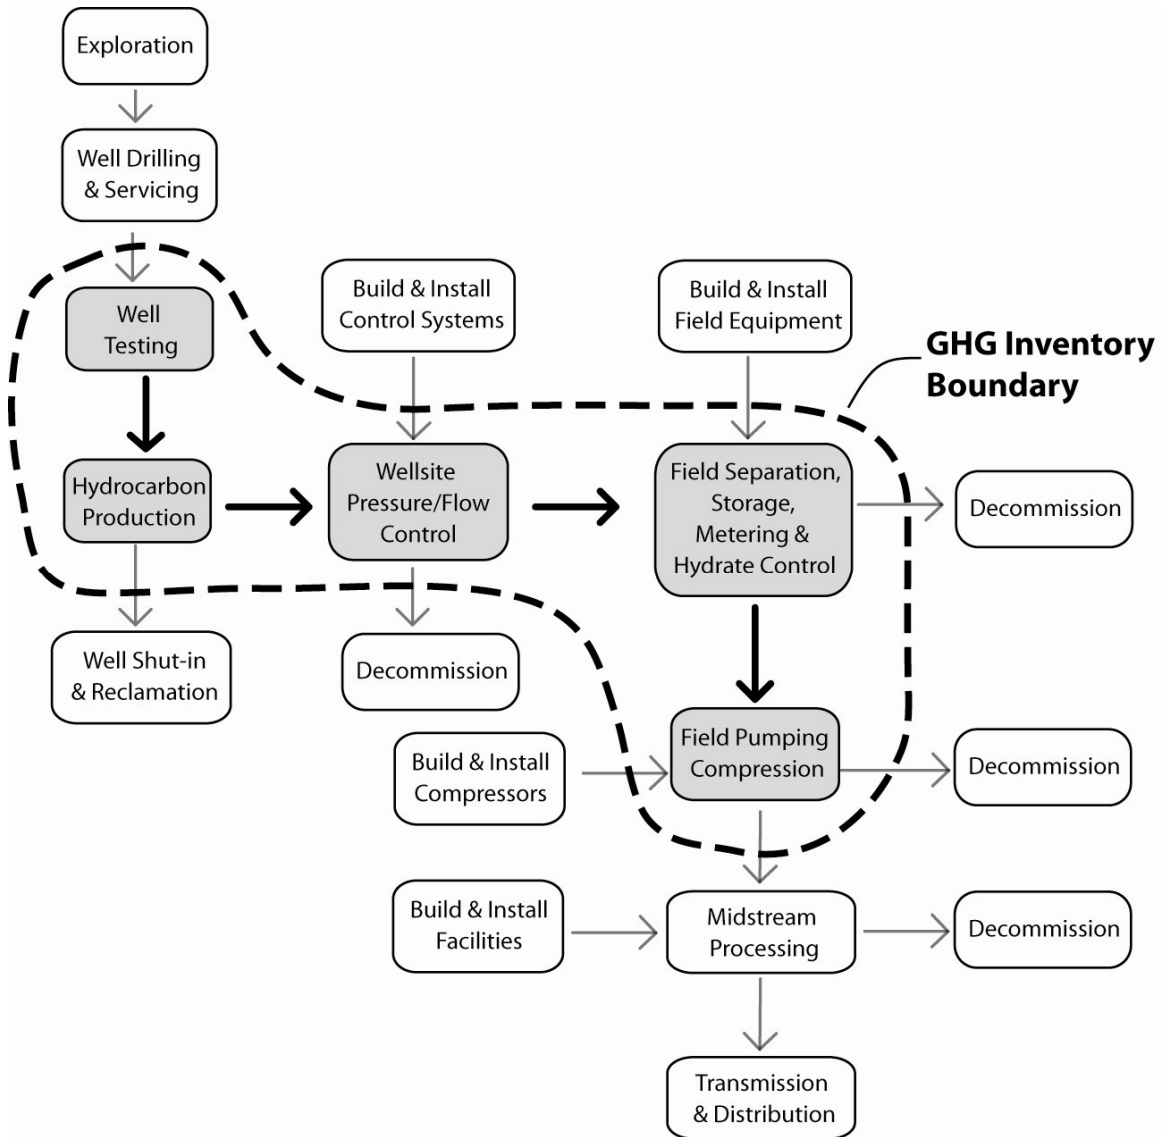 Exploration
Well Drilling
& Servicing
Well
Testing
Build & Install
Control Systems
Build & Install
Field Equipment
GHG Inventory
Boundary
Hydrocarbon
Production
Wellsite
Pressure/Flow
Control
Field Separation,
Storage,
Metering &
Hydrate Control
Decommission
Well Shut-in
& Reclamation
Decommission
Build & Install
Compressors
Field Pumping
Compression
Decommission
Build & Install
Facilities
Midstream
Processing
Decommission
Transmission
& Distribution